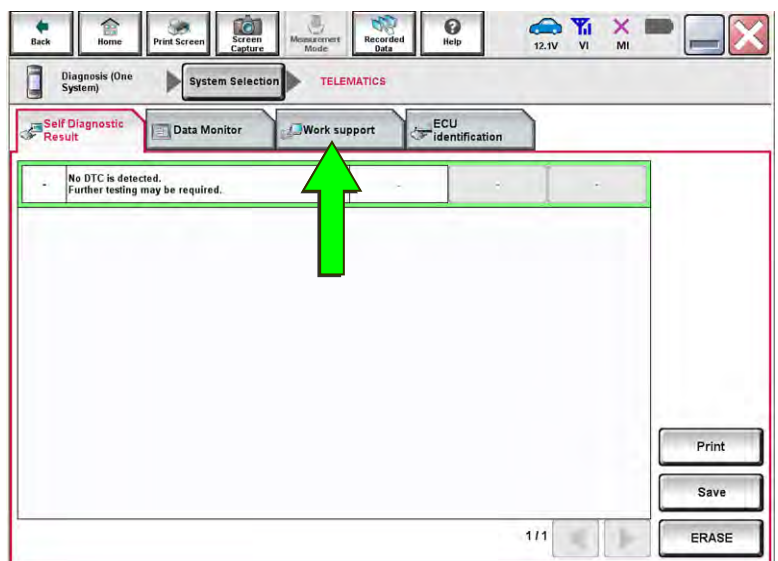 Back
Home
Print Screen
Screen
Capture
Measurement
Mode
Recorded
Data
Help
12.1V
VI
MI
Diagnosis (One
System)
System Selection
TELEMATICS
Self Diagnostic
Result
Data Monitor
Work support
ECU
identification
-
No DTC is detected.
Further testing may be required.
-
-
-
Print
Save
1/1
ERASE